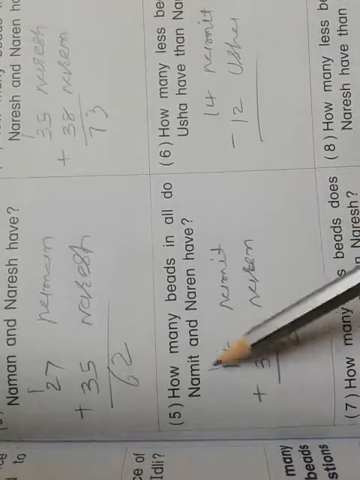 Naresh and Naren h
35 naresh
+ 38 naren
73
(6) How many less be
Usha have than Na
14 namit
- 12 Usha
(8) How many less b
Naresh have than
Naman and Naresh have?
1
27 naman
+ 35 naresh
62
(5) How many beads in all do
Namit and Naren have?
namit
+ 3 naren
(7) How many
beads does
n Naresh?
ce of
Idli?
many
beads
stions
to